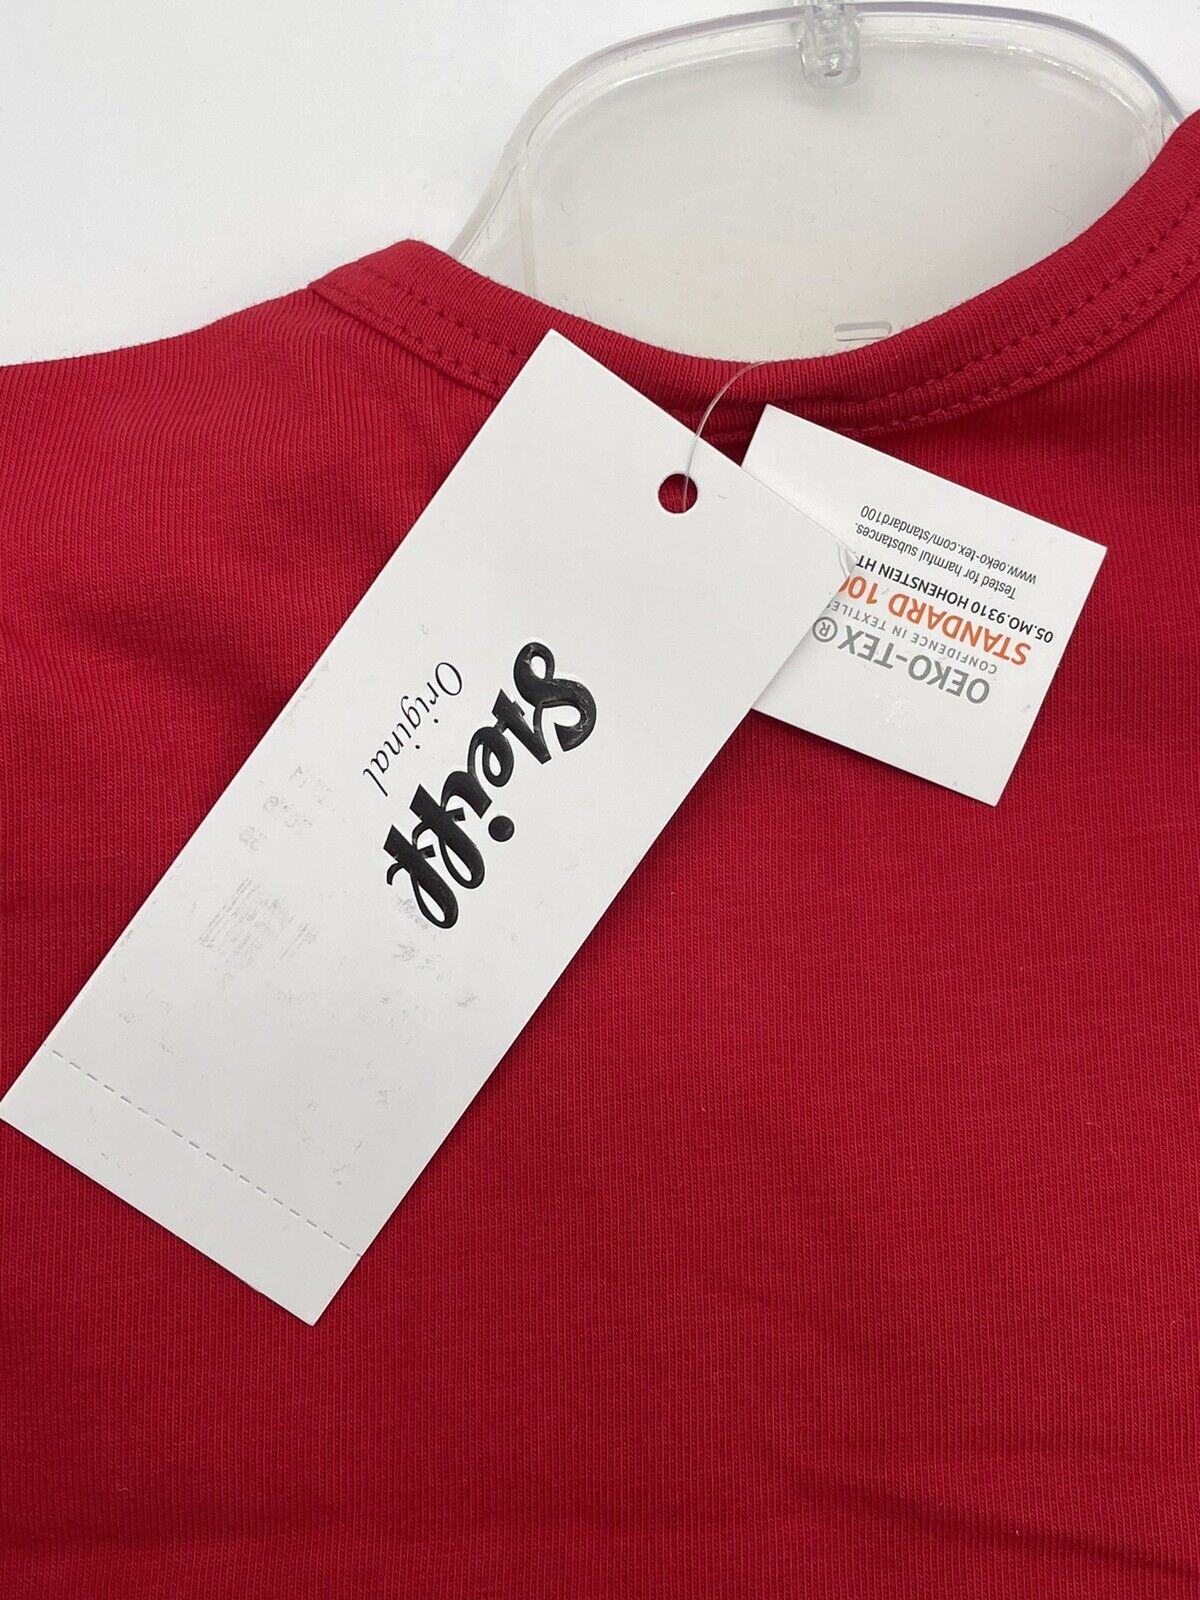 Steiff
Original
OEKO-TEX®
CONFIDENCE IN TEXTILES
STANDARD 100
05.MO.9310 HOHENSTEIN HT
Tested for harmful substances.
www.oeko-tex.com/standard100